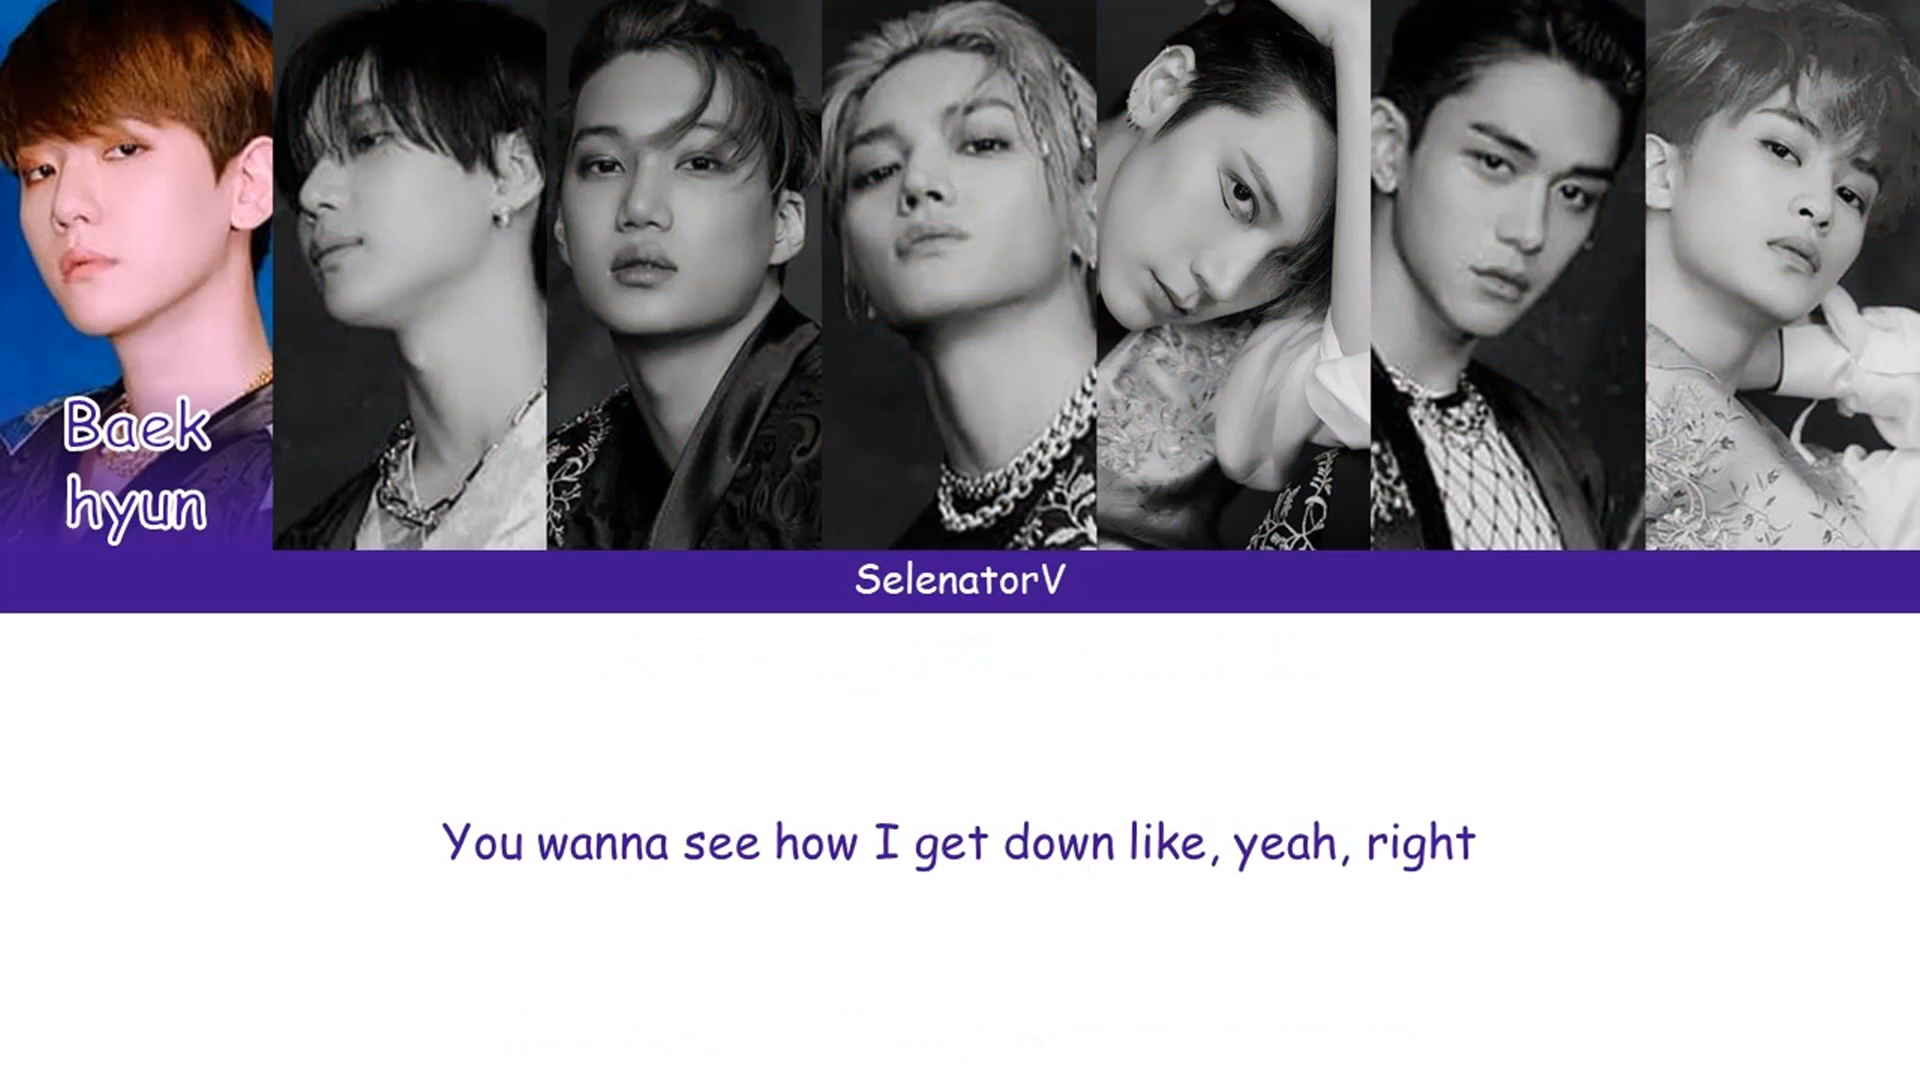 Baek
hyun
SelenatorV
You wanna see how I get down like, yeah, right